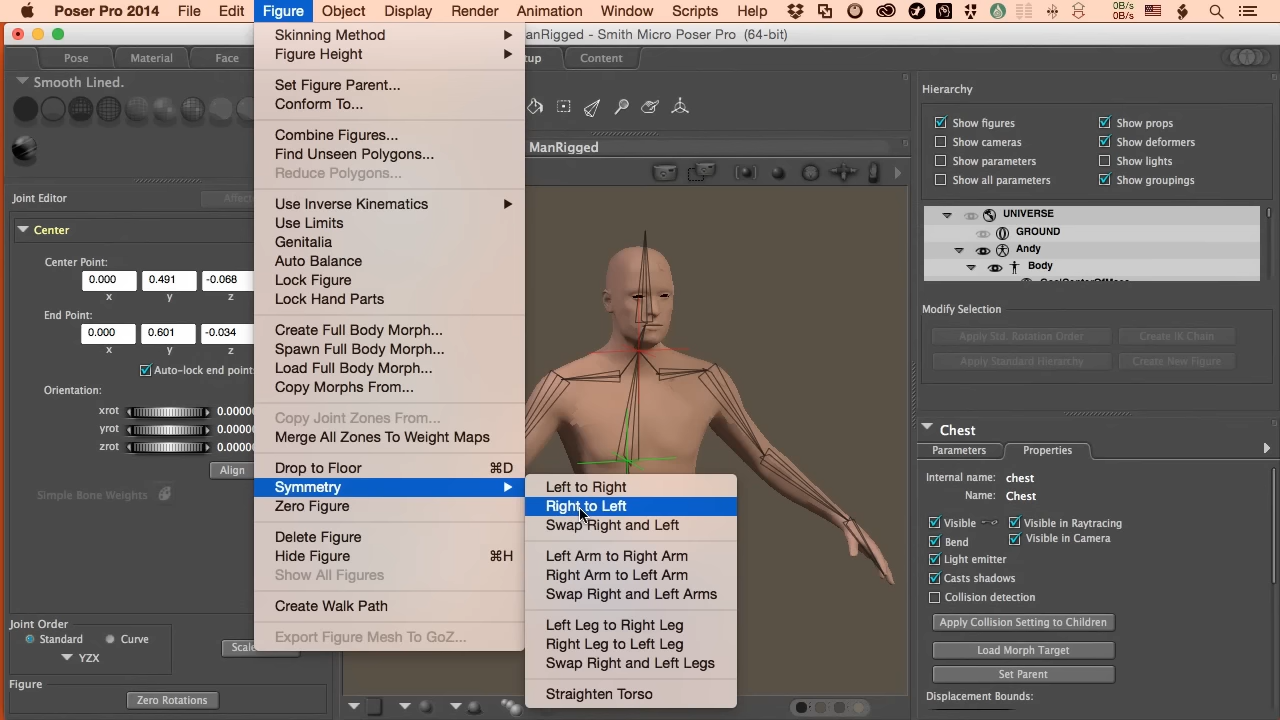 Poser Pro 2014 File Edit Figure Object Display Render Animation Window Scripts Help 0B/s 0B/s
ManRigged - Smith Micro Poser Pro (64-bit)
Pose Material Face Content
Smooth Lined.
ManRigged
Joint Editor
Center
Center Point:
0.000 0.491 -0.068
x y z
End Point:
0.000 0.601 -0.034
x y z
Auto-lock end point
Orientation:
xrot 0.0000
yrot 0.0000
zrot 0.0000
Align
Simple Bone Weights
Joint Order
Standard Curve
YZX
Figure
Zero Rotations
Skinning Method
Figure Height
Set Figure Parent...
Conform To...
Combine Figures...
Find Unseen Polygons...
Reduce Polygons...
Use Inverse Kinematics
Use Limits
Genitalia
Auto Balance
Lock Figure
Lock Hand Parts
Create Full Body Morph...
Spawn Full Body Morph...
Load Full Body Morph...
Copy Morphs From...
Copy Joint Zones From...
Merge All Zones To Weight Maps
Drop to Floor ⌘D
Symmetry
Zero Figure
Delete Figure
Hide Figure ⌘H
Show All Figures
Create Walk Path
Export Figure Mesh To GoZ...
Left to Right
Right to Left
Swap Right and Left
Left Arm to Right Arm
Right Arm to Left Arm
Swap Right and Left Arms
Left Leg to Right Leg
Right Leg to Left Leg
Swap Right and Left Legs
Straighten Torso
Hierarchy
Show figures Show props
Show cameras Show deformers
Show parameters Show lights
Show all parameters Show groupings
UNIVERSE
GROUND
Andy
Body
Modify Selection
Apply Std. Rotation Order Create IK Chain
Apply Standard Hierarchy Create New Figure
Chest
Parameters Properties
Internal name: chest
Name: Chest
Visible Visible in Raytracing
Bend Visible in Camera
Light emitter
Casts shadows
Collision detection
Apply Collision Setting to Children
Load Morph Target
Set Parent
Displacement Bounds: